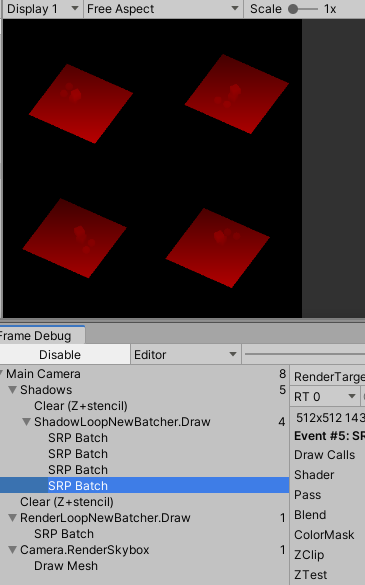 Display 1 Free Aspect Scale 1x
Frame Debug
Disable Editor
Main Camera 8
Shadows 5
Clear (Z+stencil)
ShadowLoopNewBatcher.Draw 4
SRP Batch
SRP Batch
SRP Batch
SRP Batch
Clear (Z+stencil)
RenderLoopNewBatcher.Draw 1
SRP Batch
Camera.RenderSkybox 1
Draw Mesh
RenderTarge
RT 0
512x512 143
Event #5: SR
Draw Calls
Shader
Pass
Blend
ColorMask
ZClip
ZTest